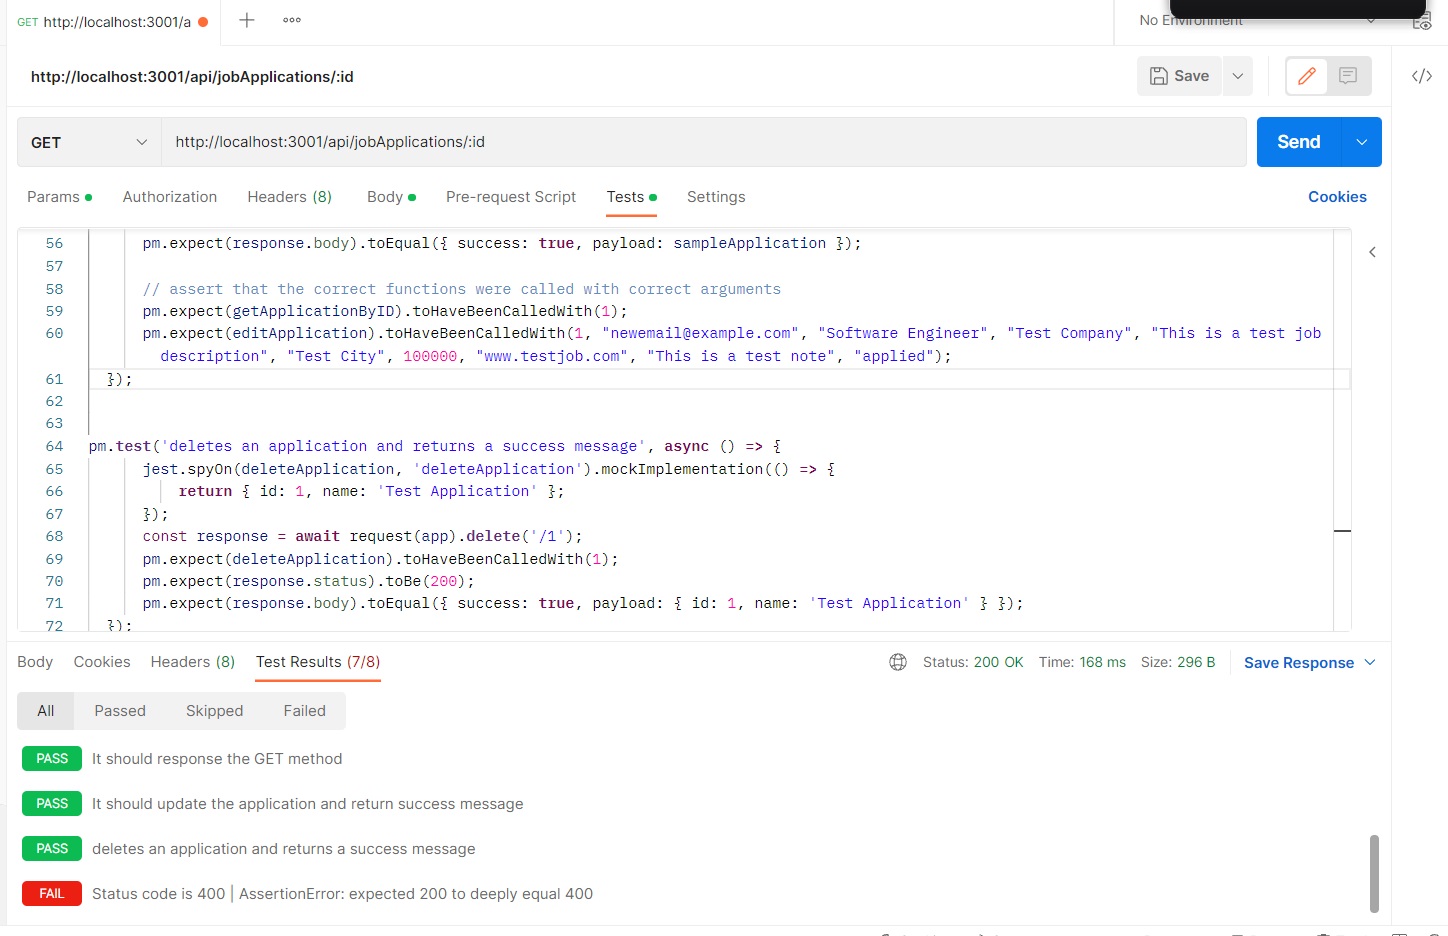 GET http://localhost:3001/a
No Environment
http://localhost:3001/api/jobApplications/:id
Save
</>
GET http://localhost:3001/api/jobApplications/:id
Send
Params Authorization Headers (8) Body Pre-request Script Tests Settings Cookies
56 pm.expect(response.body).toEqual({ success: true, payload: sampleApplication });
57
58 // assert that the correct functions were called with correct arguments
59 pm.expect(getApplicationByID).toHaveBeenCalledWith(1);
60 pm.expect(editApplication).toHaveBeenCalledWith(1, "newemail@example.com", "Software Engineer", "Test Company", "This is a test job
description", "Test City", 100000, "www.testjob.com", "This is a test note", "applied");
61 });
62
63
64 pm.test('deletes an application and returns a success message', async () => {
65 jest.spyOn(deleteApplication, 'deleteApplication').mockImplementation(() => {
66 return { id: 1, name: 'Test Application' };
67 });
68 const response = await request(app).delete('/1');
69 pm.expect(deleteApplication).toHaveBeenCalledWith(1);
70 pm.expect(response.status).toBe(200);
71 pm.expect(response.body).toEqual({ success: true, payload: { id: 1, name: 'Test Application' } });
72 });
Body Cookies Headers (8) Test Results (7/8) Status: 200 OK Time: 168 ms Size: 296 B Save Response
All Passed Skipped Failed
PASS It should response the GET method
PASS It should update the application and return success message
PASS deletes an application and returns a success message
FAIL Status code is 400 | AssertionError: expected 200 to deeply equal 400